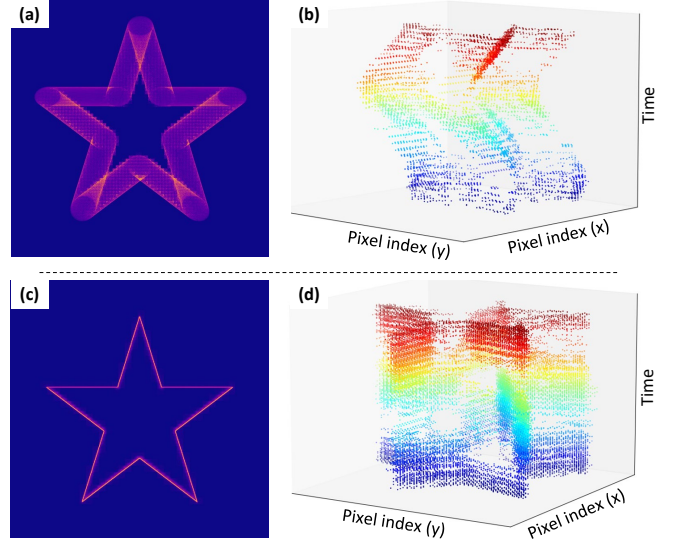 (a)
(b)
Time
Pixel index (y)
Pixel index (x)
(c)
(d)
Time
Pixel index (y)
Pixel index (x)